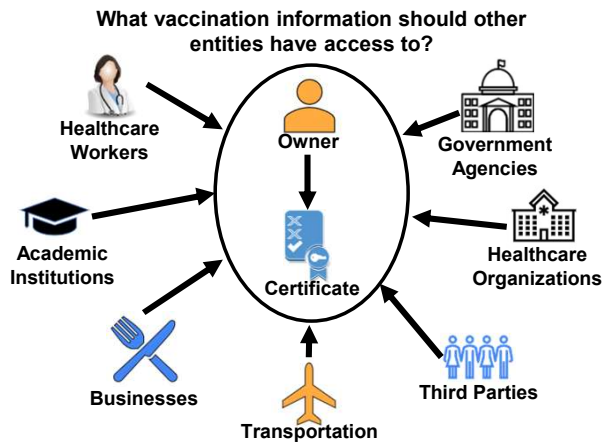 What vaccination information should other
entities have access to?
Healthcare
Workers
Owner
Government
Agencies
Academic
Institutions
Certificate
Healthcare
Organizations
Businesses
Transportation
Third Parties